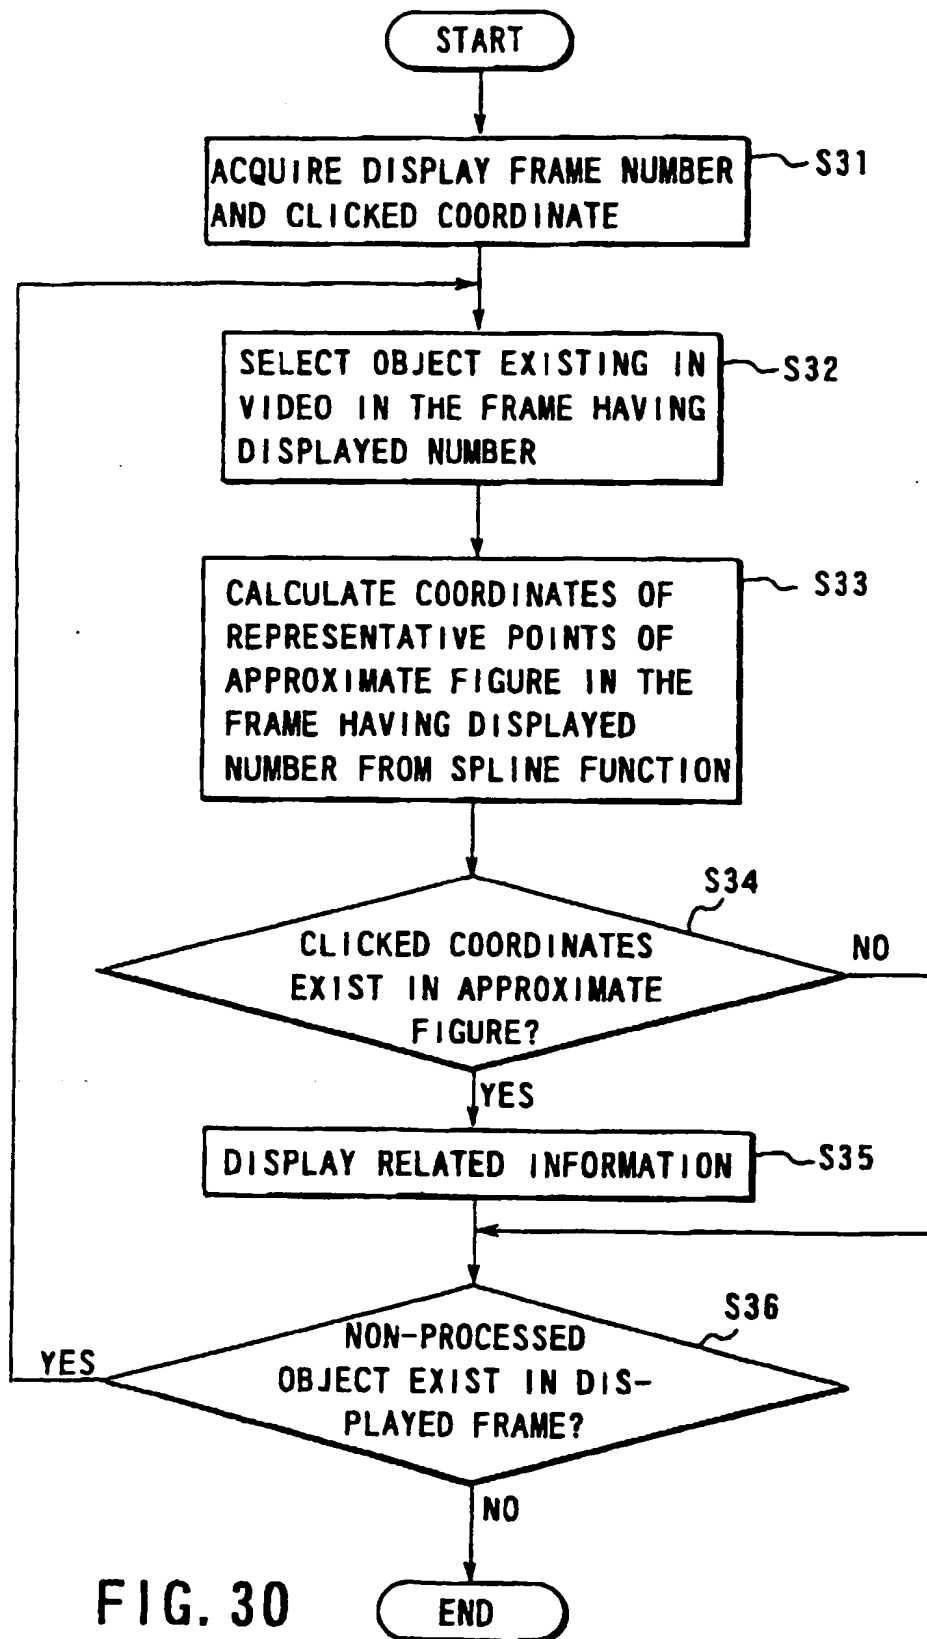 START
ACQUIRE DISPLAY FRAME NUMBER
AND CLICKED COORDINATE
S31
SELECT OBJECT EXISTING IN
VIDEO IN THE FRAME HAVING
DISPLAYED NUMBER
S32
CALCULATE COORDINATES OF
REPRESENTATIVE POINTS OF
APPROXIMATE FIGURE IN THE
FRAME HAVING DISPLAYED
NUMBER FROM SPLINE FUNCTION
S33
S34
CLICKED COORDINATES
EXIST IN APPROXIMATE
FIGURE?
NO
YES
DISPLAY RELATED INFORMATION
S35
S36
NON-PROCESSED
OBJECT EXIST IN DIS-
PLAYED FRAME?
YES
NO
END
FIG. 30